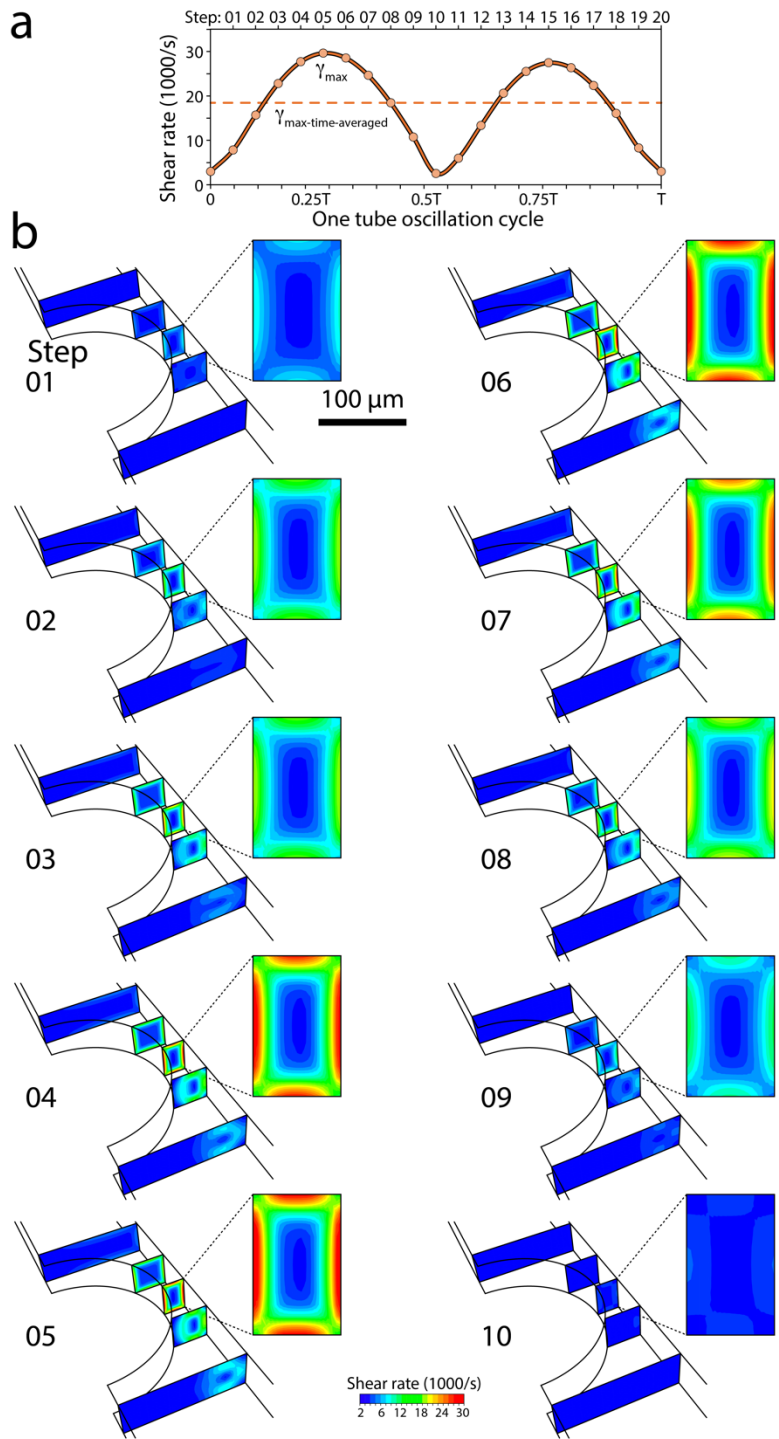 a
Step: 01 02 03 04 05 06 07 08 09 10 11 12 13 14 15 16 17 18 19 20
Shear rate (1000/s)
30
20
10
0
γmax
γmax-time-averaged
0 0.25T 0.5T 0.75T T
One tube oscillation cycle
b
Step
01
06
100 µm
02
07
03
08
04
09
05
10
Shear rate (1000/s)
2 6 12 18 24 30